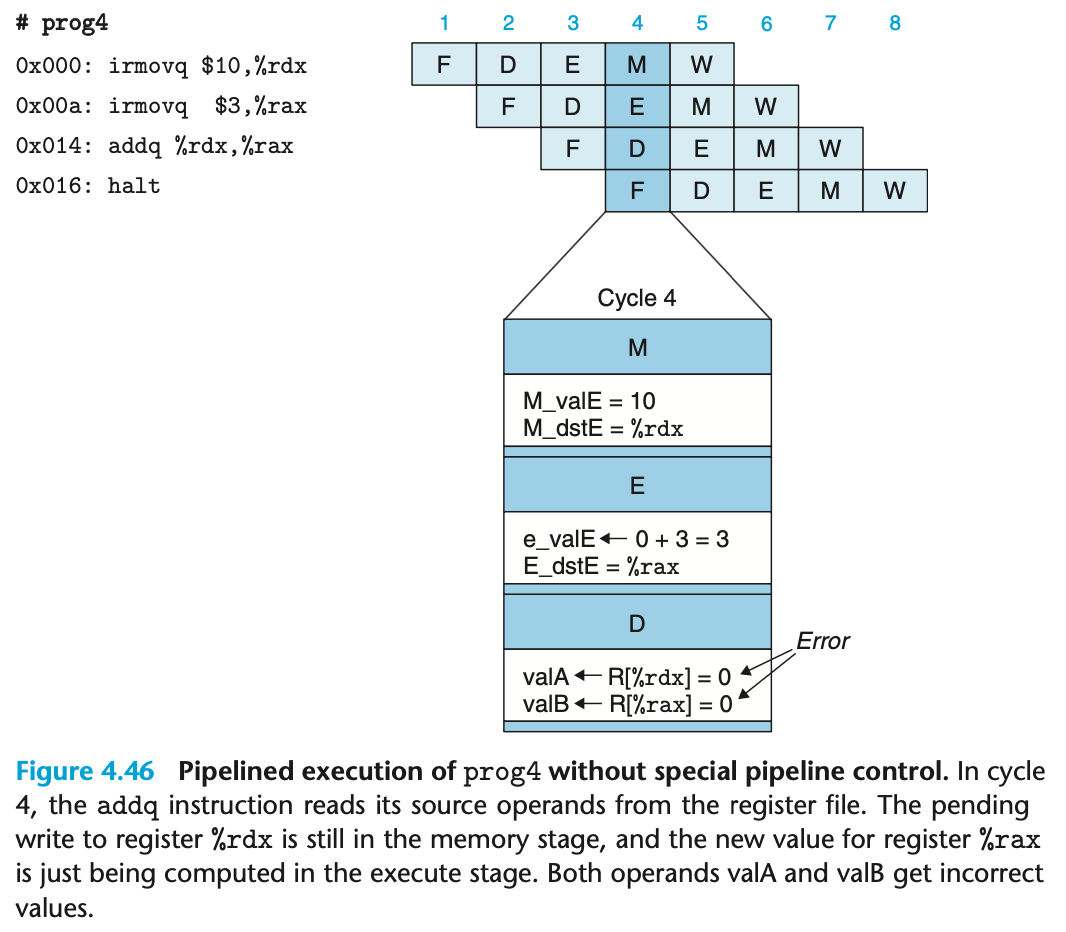 # prog4
1 2 3 4 5 6 7 8
0x000: irmovq $10,%rdx
F D E M W
0x00a: irmovq  $3,%rax
F D E M W
0x014: addq %rdx,%rax
F D E M W
0x016: halt
F D E M W
Cycle 4
M
M_valE = 10
M_dstE = %rdx
E
e_valE ← 0 + 3 = 3
E_dstE = %rax
D
Error
valA ← R[%rdx] = 0
valB ← R[%rax] = 0
Figure 4.46 Pipelined execution of prog4 without special pipeline control. In cycle
4, the addq instruction reads its source operands from the register file. The pending
write to register %rdx is still in the memory stage, and the new value for register %rax
is just being computed in the execute stage. Both operands valA and valB get incorrect
values.